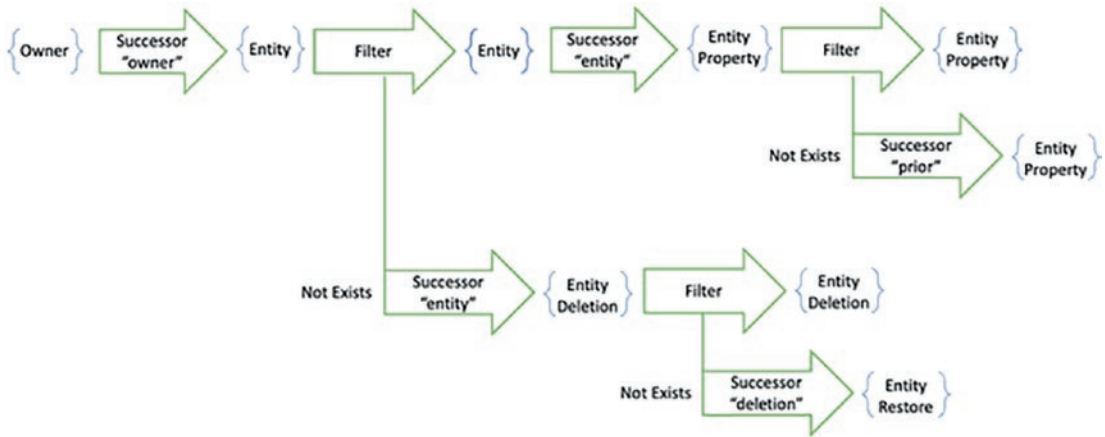 {Owner}
Successor
"owner"
{Entity}
Filter
{Entity}
Successor
"entity"
{Entity
Property}
Filter
{Entity
Property}
Not Exists
Successor
"prior"
{Entity
Property}
Not Exists
Successor
"entity"
{Entity
Deletion}
Filter
{Entity
Deletion}
Not Exists
Successor
"deletion"
{Entity
Restore}